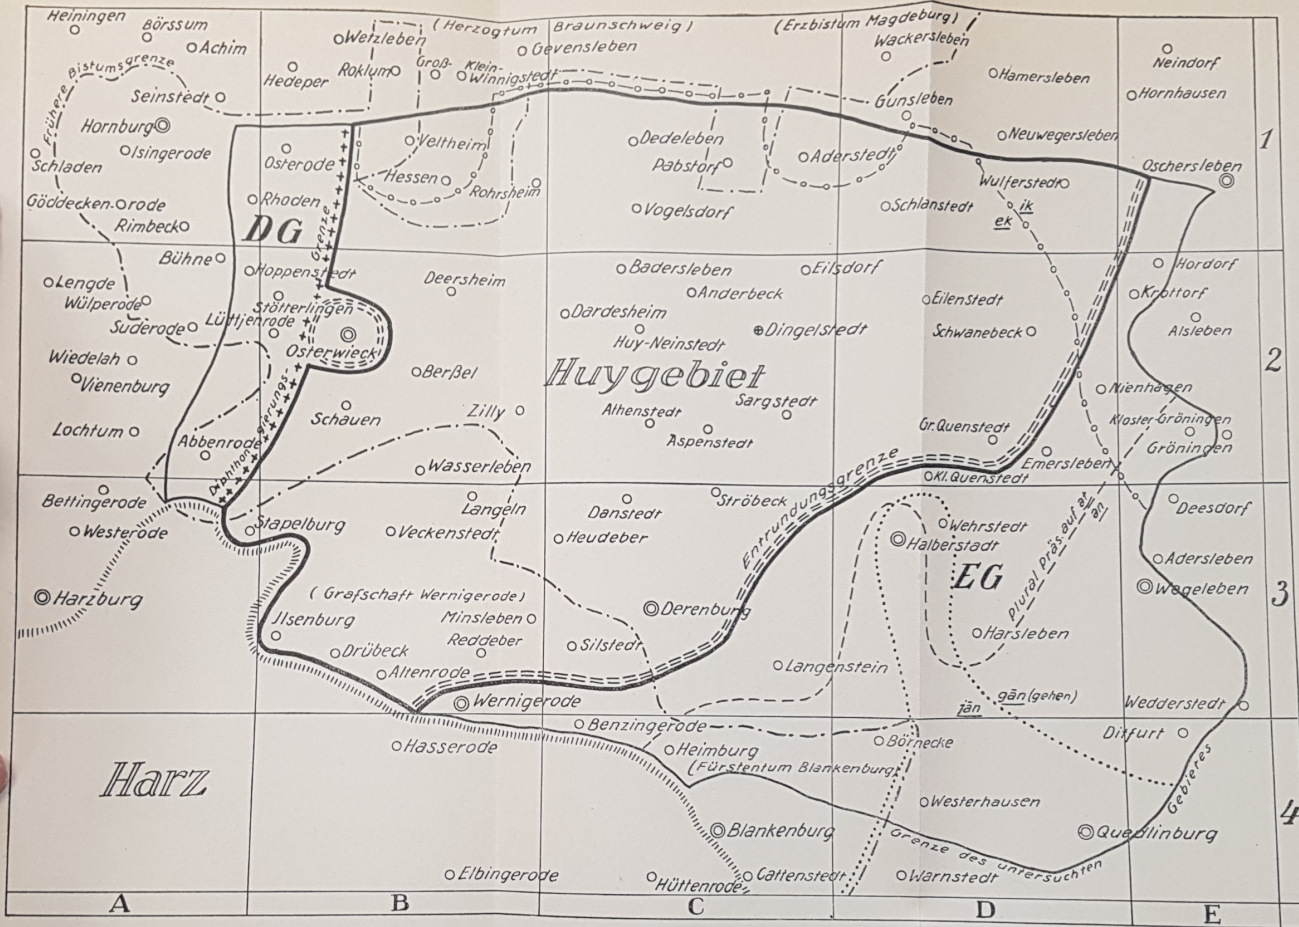 Heiningen
Börssum
Achim
Wetzleben
(Herzogtum Braunschweig)
Gevensleben
(Erzbistum Magdeburg)
Wackersleben
Neindorf
Frühere Bistumsgrenze
Hedeper
Roklum
Groß-
Klein-
Winnigstedt
Hamersleben
Hornhausen
Seinstedt
Gunsleben
Hornburg
Isingerode
Schladen
Osterode
Veltheim
Hessen
Rohrsheim
Dedeleben
Pabstorf
Aderstedt
Neuwegersleben
Oschersleben
1
Wulferstedt
Göddecken-
rode
Rimbeck
Rhoden
DG
Vogelsdorf
Schlanstedt
ik
ek
Bühne
Hoppenstedt
Deersheim
Badersleben
Eilsdorf
Hordorf
Lengde
Wülperode
Suderode
Stötterlingen
Lüttjenrode
Anderbeck
Dardesheim
Eilenstedt
Krottorf
Huy-Neinstedt
Dingelstedt
Schwanebeck
Alsleben
Osterwieck
Wiedelah
Vienenburg
Berßel
Huygebiet
2
Nienhagen
Lochtum
Schauen
Zilly
Athenstedt
Sargstedt
Aspenstedt
Gr. Quenstedt
Kloster-Gröningen
Gröningen
Abbenrode
Diphthongierungs-Grenze
Wasserleben
Entrundungsgrenze
Emersleben
Kl. Quenstedt
Bettingerode
Westerode
Stapelburg
Langeln
Veckenstedt
Danstedt
Heudeber
Ströbeck
Wehrstedt
Halberstadt
Plural Präs. auf at
an
Deesdorf
Adersleben
Wegeleben
EG
3
Harzburg
(Grafschaft Wernigerode)
Ilsenburg
Minsleben
Derenburg
Drübeck
Reddeber
Silstedt
Harsleben
Altenrode
Langenstein
Wernigerode
jān
gān (gehen)
Wedderstedt
Benzingerode
Hasserode
Heimburg
Börnecke
Ditfurt
(Fürstentum Blankenburg)
Harz
Westerhausen
4
Blankenburg
Quedlinburg
Grenze des untersuchten Gebietes
Elbingerode
Hüttenrode
Cattenstedt
Warnstedt
A
B
C
D
E